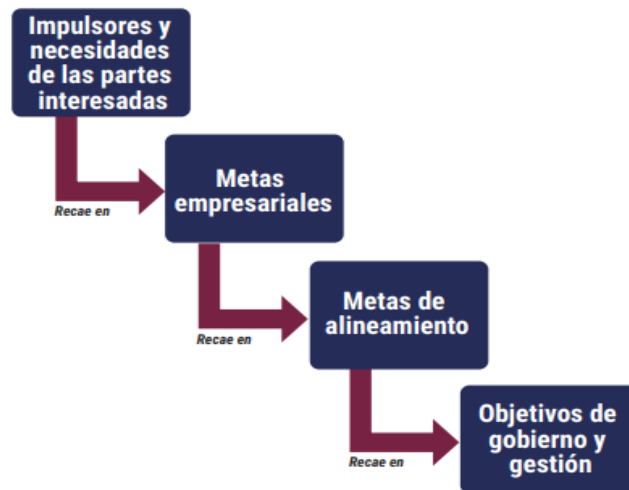 Impulsores y
necesidades
de las partes
interesadas
Recae en
Metas
empresariales
Recae en
Metas de
alineamiento
Recae en
Objetivos de
gobierno y
gestión